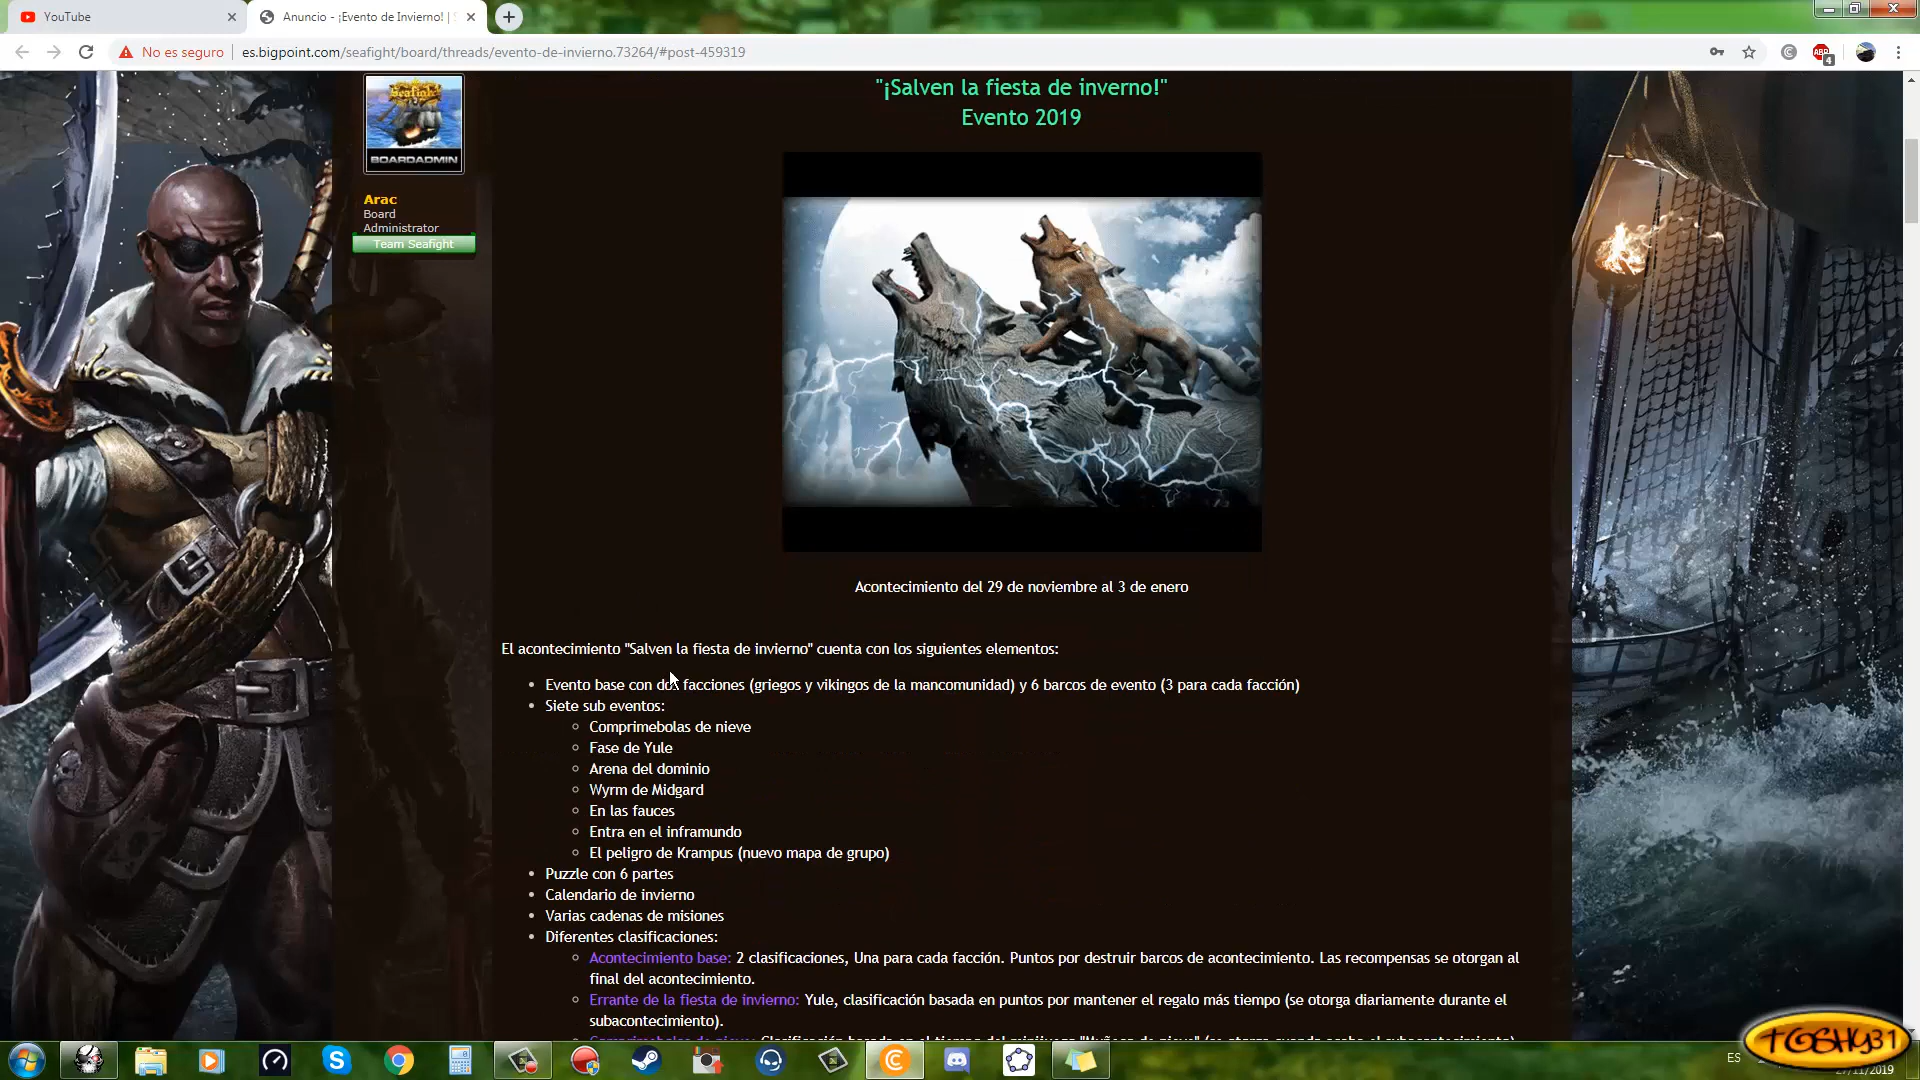 YouTube
Anuncio - ¡Evento de Invierno! |
No es seguro
es.bigpoint.com/seafight/board/threads/evento-de-invierno.73264/#post-459319
ABP
4
Seafight
BOARDADMIN
Arac
Board
Administrator
Team Seafight
"¡Salven la fiesta de inverno!"
Evento 2019
Acontecimiento del 29 de noviembre al 3 de enero
El acontecimiento "Salven la fiesta de invierno" cuenta con los siguientes elementos:
Evento base con dos facciones (griegos y vikingos de la mancomunidad) y 6 barcos de evento (3 para cada facción)
Siete sub eventos:
Comprimebolas de nieve
Fase de Yule
Arena del dominio
Wyrm de Midgard
En las fauces
Entra en el inframundo
El peligro de Krampus (nuevo mapa de grupo)
Puzzle con 6 partes
Calendario de invierno
Varias cadenas de misiones
Diferentes clasificaciones:
Acontecimiento base: 2 clasificaciones, Una para cada facción. Puntos por destruir barcos de acontecimiento. Las recompensas se otorgan al
final del acontecimiento.
Errante de la fiesta de invierno: Yule, clasificación basada en puntos por mantener el regalo más tiempo (se otorga diariamente durante el
subacontecimiento).
TOSHY31
ES
27/11/2019